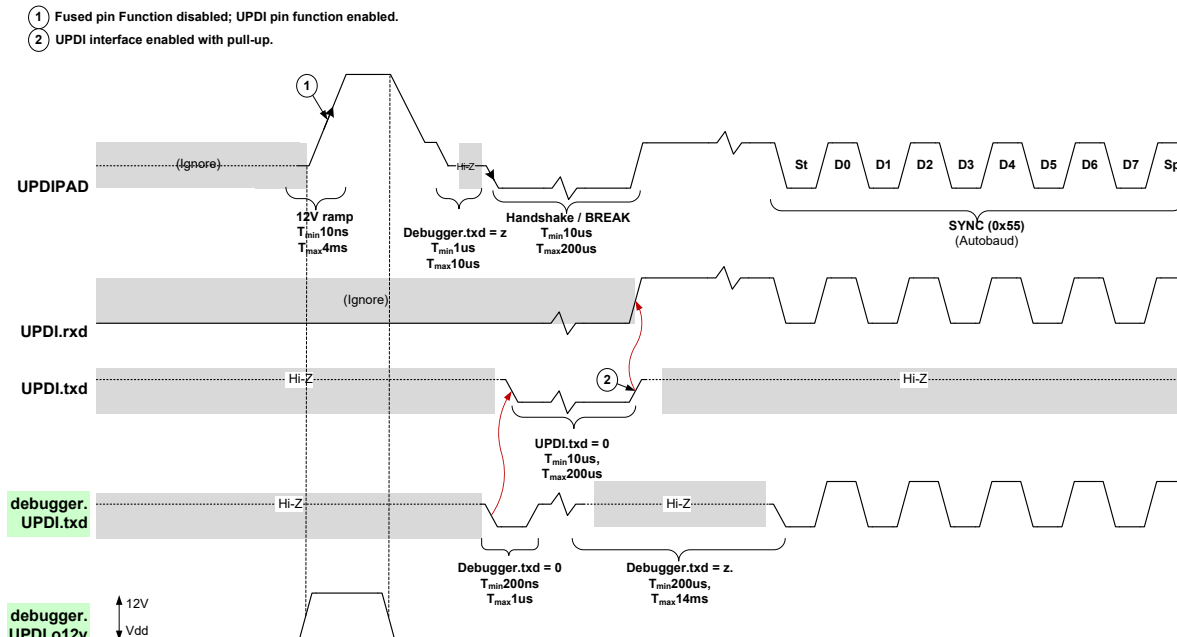 1 Fused pin Function disabled; UPDI pin function enabled.
2 UPDI interface enabled with pull-up.
1
(Ignore)
Hi-Z
St D0 D1 D2 D3 D4 D5 D6 D7 Sp
UPDIPAD
12V ramp
Tmin10ns
Tmax4ms
Debugger.txd = z
Tmin1us
Tmax10us
Handshake / BREAK
Tmin10us
Tmax200us
SYNC (0x55)
(Autobaud)
(Ignore)
UPDI.rxd
Hi-Z
2
Hi-Z
UPDI.txd
UPDI.txd = 0
Tmin10us,
Tmax200us
debugger.
UPDI.txd
Hi-Z
Hi-Z
Debugger.txd = 0
Tmin200ns
Tmax1us
Debugger.txd = z.
Tmin200us,
Tmax14ms
debugger.
UPDI.o12v
12V
Vdd